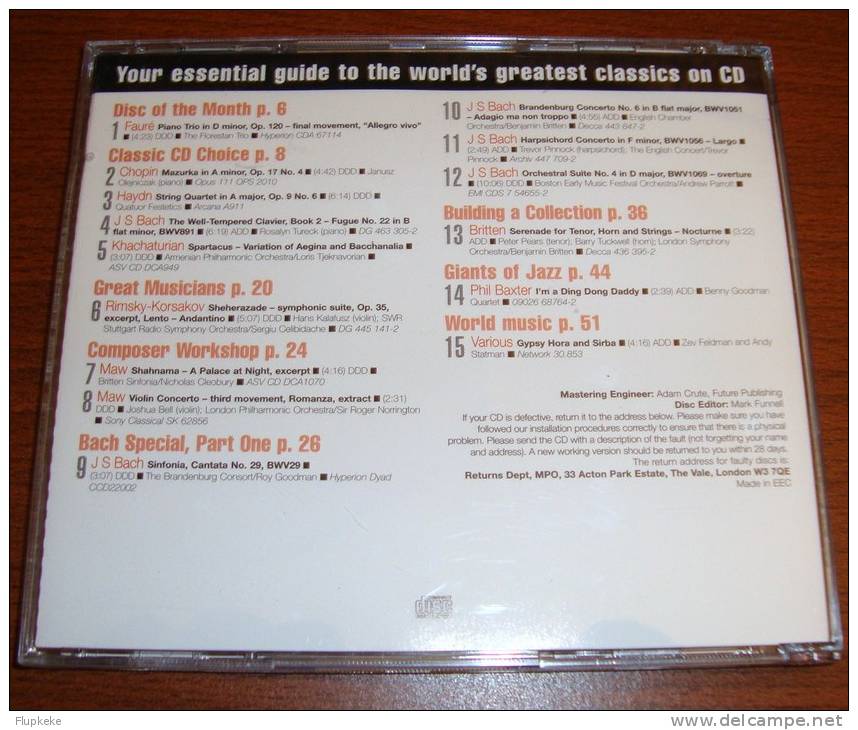 Your essential guide to the world's greatest classics on CD
Disc of the Month p. 6
1 Fauré Piano Trio in D minor, Op. 120 – final movement, "Allegro vivo"
■ (4:23) DDD ■ The Florestan Trio ■ Hyperion CDA 67114
Classic CD Choice p. 8
2 Chopin Mazurka in A minor, Op. 17 No. 4 ■ (4:42) DDD ■ Janusz
Olejniczak (piano) ■ Opus 111 OPS 2010
3 Haydn String Quartet in A major, Op. 9 No. 6 ■ (6:14) DDD ■
Quatuor Festetics ■ Arcana A911
4 J S Bach The Well-Tempered Clavier, Book 2 – Fugue No. 22 in B
flat minor, BWV891 ■ (6:19) ADD ■ Rosalyn Tureck (piano) ■ DG 463 305-2
5 Khachaturian Spartacus – Variation of Aegina and Bacchanalia ■
(3:07) DDD ■ Armenian Philharmonic Orchestra/Loris Tjeknavorian ■
ASV CD DCA949
Great Musicians p. 20
6 Rimsky-Korsakov Sheherazade – symphonic suite, Op. 35,
excerpt, Lento – Andantino ■ (5:07) DDD ■ Hans Kalafusz (violin); SWR
Stuttgart Radio Symphony Orchestra/Sergiu Celibidache ■ DG 445 141-2
Composer Workshop p. 24
7 Maw Shahnama – A Palace at Night, excerpt ■ (4:16) DDD ■
Britten Sinfonia/Nicholas Cleobury ■ ASV CD DCA1070
8 Maw Violin Concerto – third movement, Romanza, extract ■ (2:31)
DDD ■ Joshua Bell (violin); London Philharmonic Orchestra/Sir Roger Norrington
■ Sony Classical SK 62856
Bach Special, Part One p. 26
9 J S Bach Sinfonia, Cantata No. 29, BWV29 ■
(3:07) DDD ■ The Brandenburg Consort/Roy Goodman ■ Hyperion Dyad
CCD22002
10 J S Bach Brandenburg Concerto No. 6 in B flat major, BWV1051
– Adagio ma non troppo ■ (4:55) ADD ■ English Chamber
Orchestra/Benjamin Britten ■ Decca 443 847-2
11 J S Bach Harpsichord Concerto in F minor, BWV1056 – Largo ■
(2:49) ADD ■ Trevor Pinnock (harpsichord), The English Concert/Trevor
Pinnock ■ Archiv 447 709-2
12 J S Bach Orchestral Suite No. 4 in D major, BWV1069 – overture
■ (10:06) DDD ■ Boston Early Music Festival Orchestra/Andrew Parrott ■
EMI CDS 7 54655-2
Building a Collection p. 36
13 Britten Serenade for Tenor, Horn and Strings – Nocturne ■ (3:22)
ADD ■ Peter Pears (tenor); Barry Tuckwell (horn); London Symphony
Orchestra/Benjamin Britten ■ Decca 436 395-2
Giants of Jazz p. 44
14 Phil Baxter I'm a Ding Dong Daddy ■ (2:39) ADD ■ Benny Goodman
Quartet ■ 09026 68764-2
World music p. 51
15 Various Gypsy Hora and Sirba ■ (4:16) ADD ■ Zev Feldman and Andy
Statman ■ Network 30.853
Mastering Engineer: Adam Crute, Future Publishing
Disc Editor: Mark Funnell
If your CD is defective, return it to the address below. Please make sure you have
followed our installation procedures correctly to ensure that there is a physical
problem. Please send the CD with a description of the fault (not forgetting your name
and address). A new working version should be returned to you within 28 days.
The return address for faulty discs is:
Returns Dept, MPO, 33 Acton Park Estate, The Vale, London W3 7QE
Made in EEC
disc
Flupkeke
delcampe.net